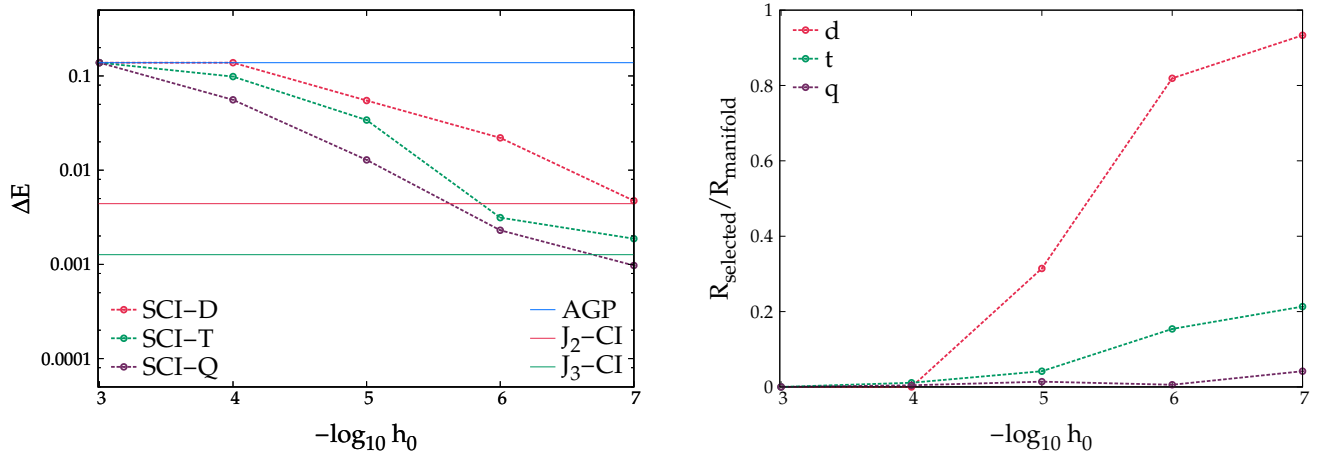 ΔE
0.1
0.01
0.001
0.0001
SCI−D
SCI−T
SCI−Q
AGP
J₂−CI
J₃−CI
3 4 5 6 7
−log₁₀ h₀
R_selected/R_manifold
1
0.8
0.6
0.4
0.2
0
d
t
q
3 4 5 6 7
−log₁₀ h₀